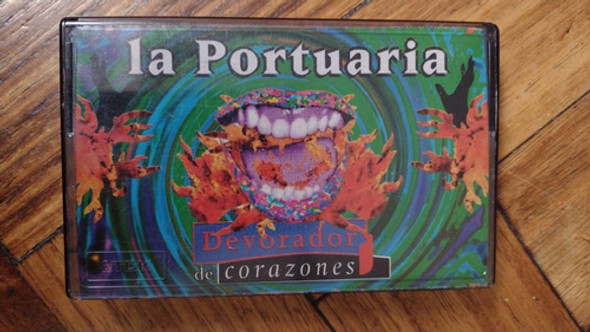 la Portuaria
Devorador
de corazones